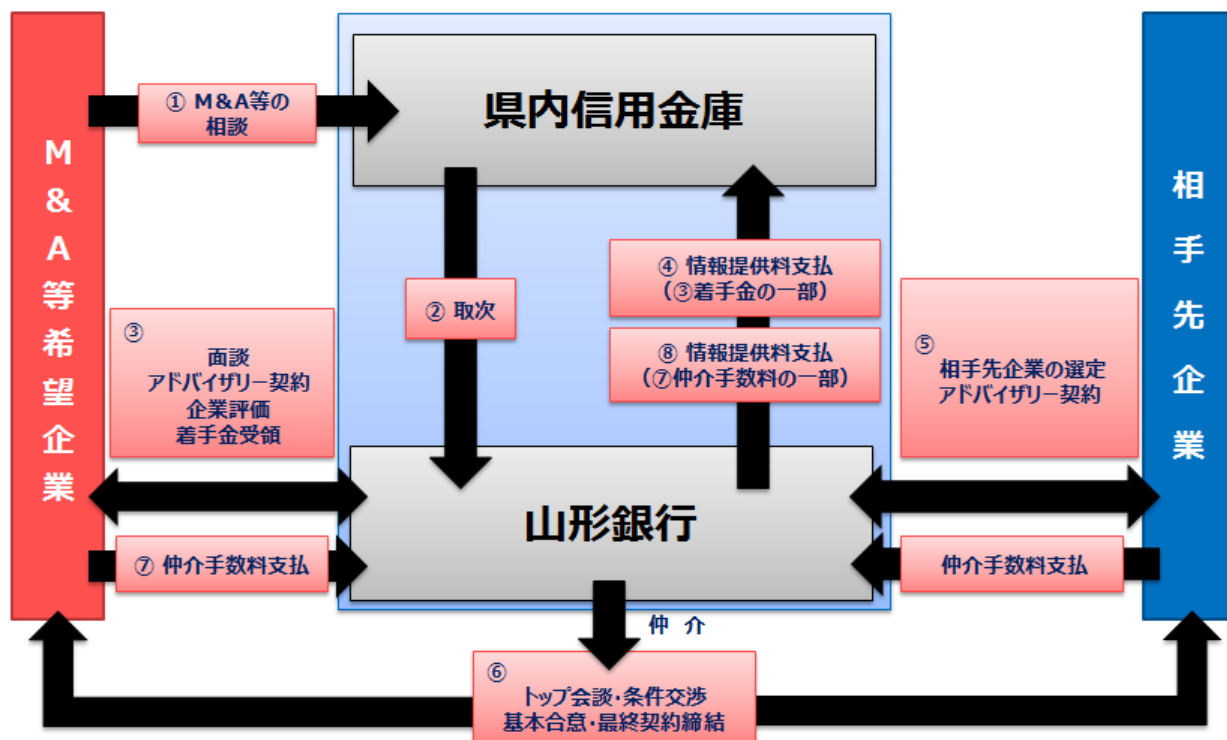 M&A等希望企業
県内信用金庫
相手先企業
① M&A等の
相談
② 取次
④ 情報提供料支払
（③着手金の一部）
⑧ 情報提供料支払
（⑦仲介手数料の一部）
③
面談
アドバイザリー契約
企業評価
着手金受領
⑤
相手先企業の選定
アドバイザリー契約
山形銀行
⑦ 仲介手数料支払
仲介手数料支払
仲 介
⑥
トップ会談・条件交渉
基本合意・最終契約締結